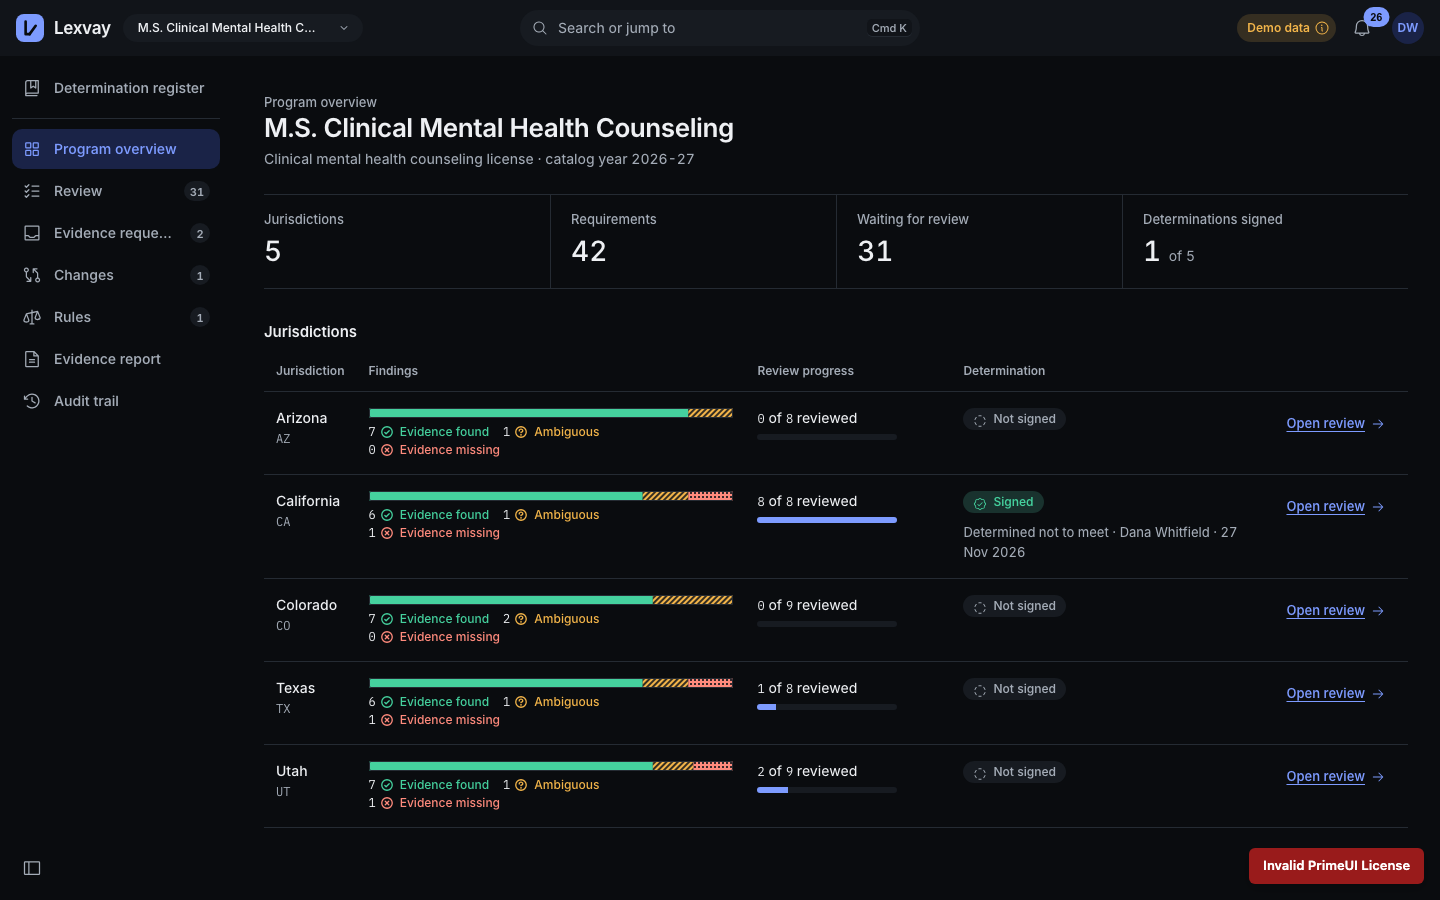 Lexvay
M.S. Clinical Mental Health C...
Search or jump to
Cmd K
Demo data
26
DW
Determination register
Program overview
Review 31
Evidence reque... 2
Changes 1
Rules 1
Evidence report
Audit trail
Program overview
M.S. Clinical Mental Health Counseling
Clinical mental health counseling license · catalog year 2026-27
Jurisdictions
5
Requirements
42
Waiting for review
31
Determinations signed
1 of 5
Jurisdictions
Jurisdiction Findings Review progress Determination
Arizona
AZ
7 Evidence found 1 Ambiguous
0 Evidence missing
0 of 8 reviewed
Not signed
Open review
California
CA
6 Evidence found 1 Ambiguous
1 Evidence missing
8 of 8 reviewed
Signed
Determined not to meet · Dana Whitfield · 27
Nov 2026
Open review
Colorado
CO
7 Evidence found 2 Ambiguous
0 Evidence missing
0 of 9 reviewed
Not signed
Open review
Texas
TX
6 Evidence found 1 Ambiguous
1 Evidence missing
1 of 8 reviewed
Not signed
Open review
Utah
UT
7 Evidence found 1 Ambiguous
1 Evidence missing
2 of 9 reviewed
Not signed
Open review
Invalid PrimeUI License